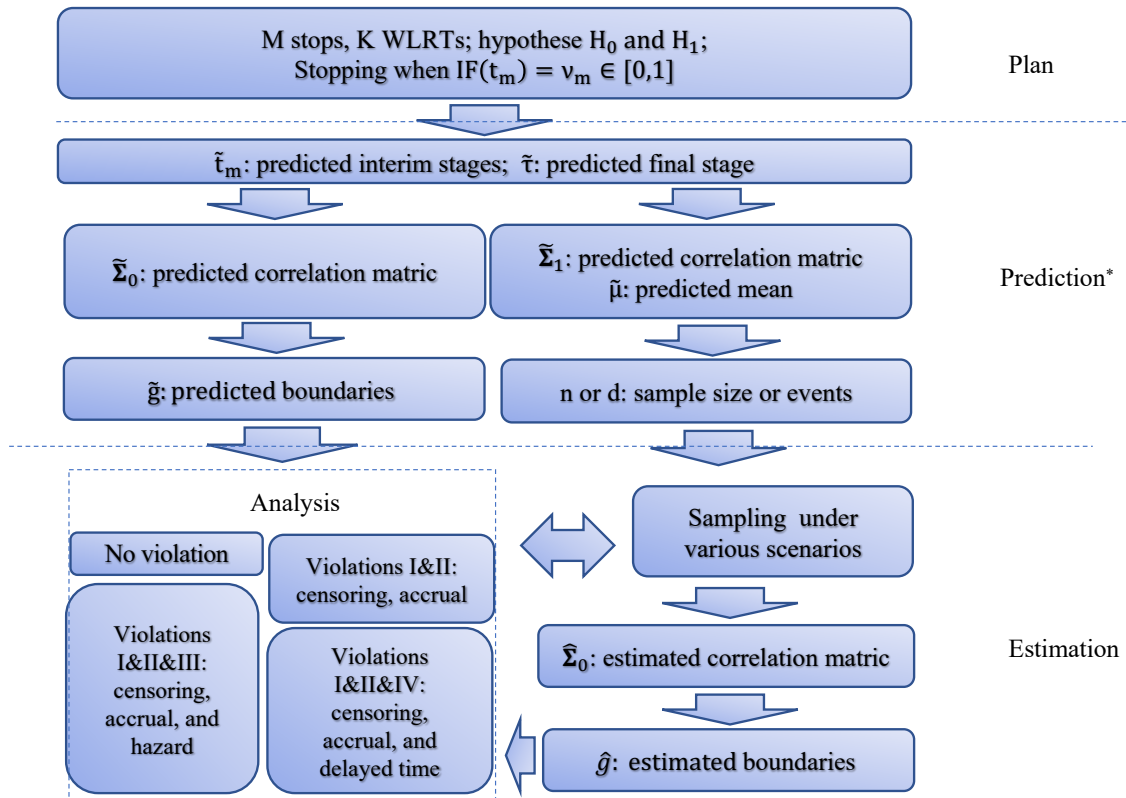 M stops, K WLRTs; hypothese H₀ and H₁;
Stopping when IF(tₘ) = νₘ ∈ [0,1]
Plan
t̃ₘ: predicted interim stages; τ̃: predicted final stage
𝚺̃₀: predicted correlation matric
𝚺̃₁: predicted correlation matric
μ̃: predicted mean
Prediction*
g̃: predicted boundaries
n or d: sample size or events
Analysis
No violation
Violations I&II:
censoring, accrual
Violations
I&II&III:
censoring,
accrual, and
hazard
Violations
I&II&IV:
censoring,
accrual, and
delayed time
Sampling under
various scenarios
𝚺̂₀: estimated correlation matric
Estimation
ĝ: estimated boundaries